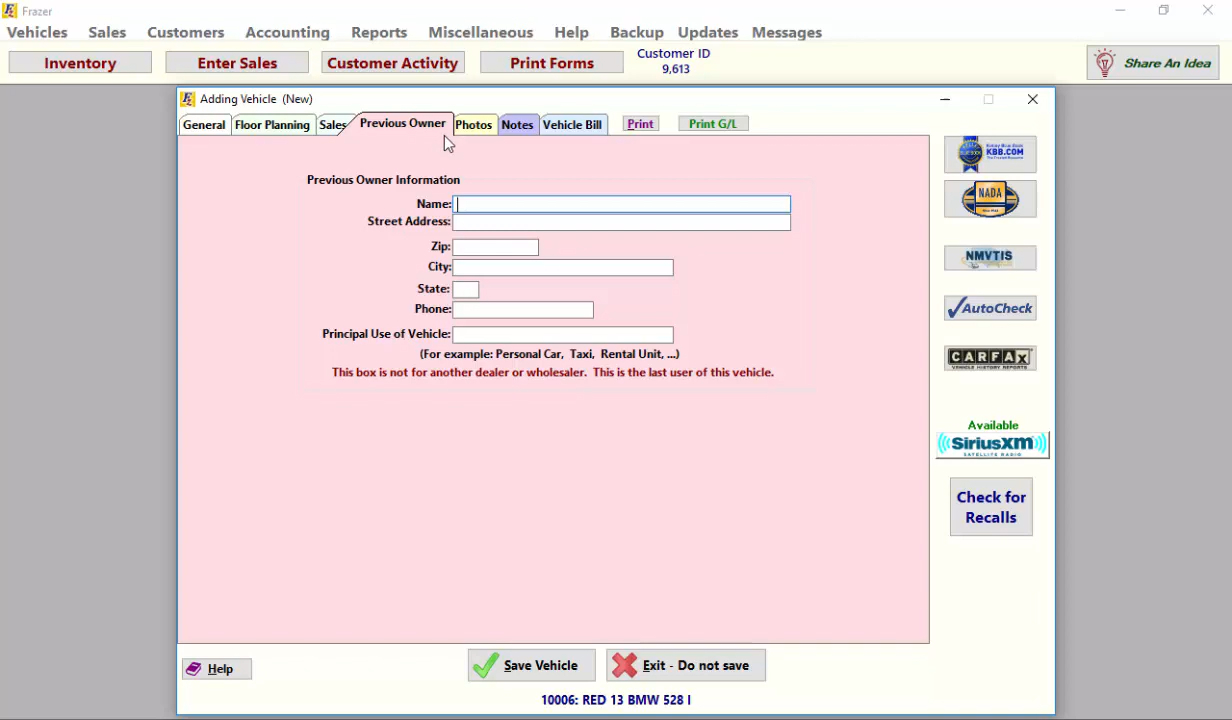 Frazer
Vehicles Sales Customers Accounting Reports Miscellaneous Help Backup Updates Messages
Inventory Enter Sales Customer Activity Print Forms Customer ID 9,613 Share An Idea
Adding Vehicle (New)
General Floor Planning Sales Previous Owner Photos Notes Vehicle Bill Print Print G/L
Previous Owner Information
Name:
Street Address:
Zip:
City:
State:
Phone:
Principal Use of Vehicle:
(For example: Personal Car, Taxi, Rental Unit, ...)
This box is not for another dealer or wholesaler. This is the last user of this vehicle.
KBB.COM
NADA
NMVTIS
AutoCheck
CARFAX
VEHICLE HISTORY REPORTS
Available
SiriusXM
SATELLITE RADIO
Check for
Recalls
Help
Save Vehicle
Exit - Do not save
10006: RED 13 BMW 528 I